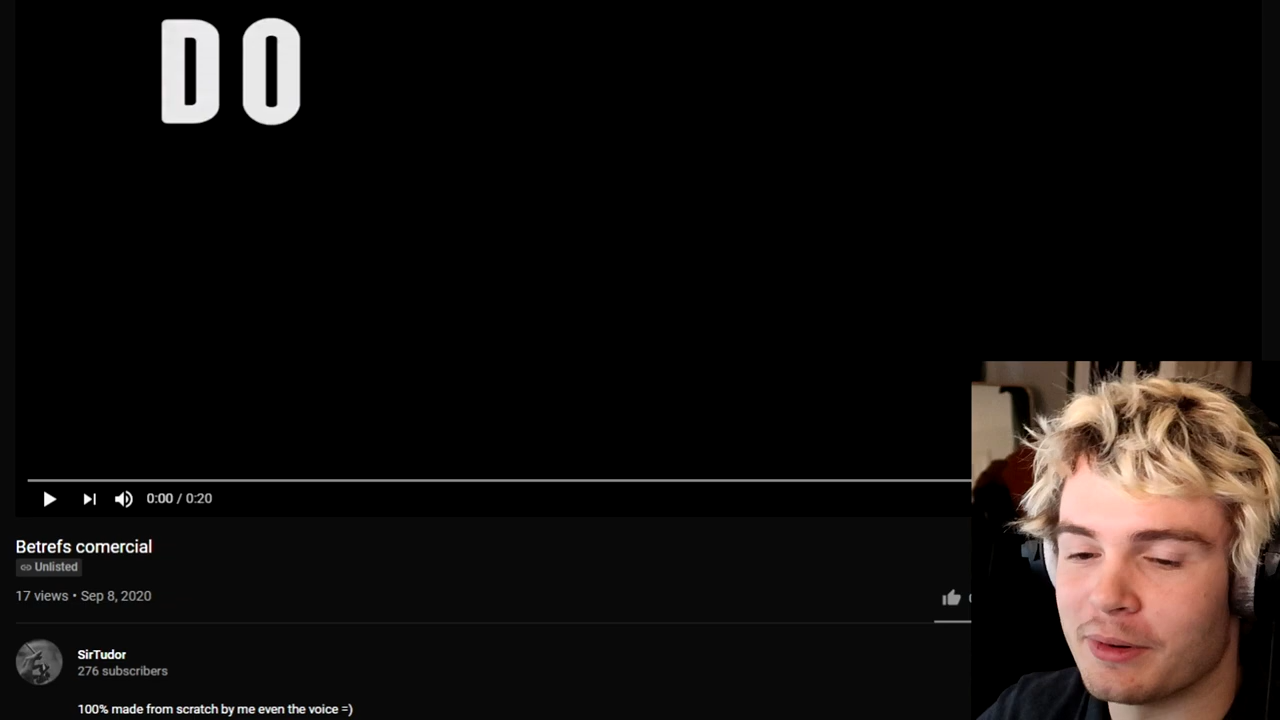 DO
0:00 / 0:20
Betrefs comercial
Unlisted
17 views • Sep 8, 2020
SirTudor
276 subscribers
100% made from scratch by me even the voice =)